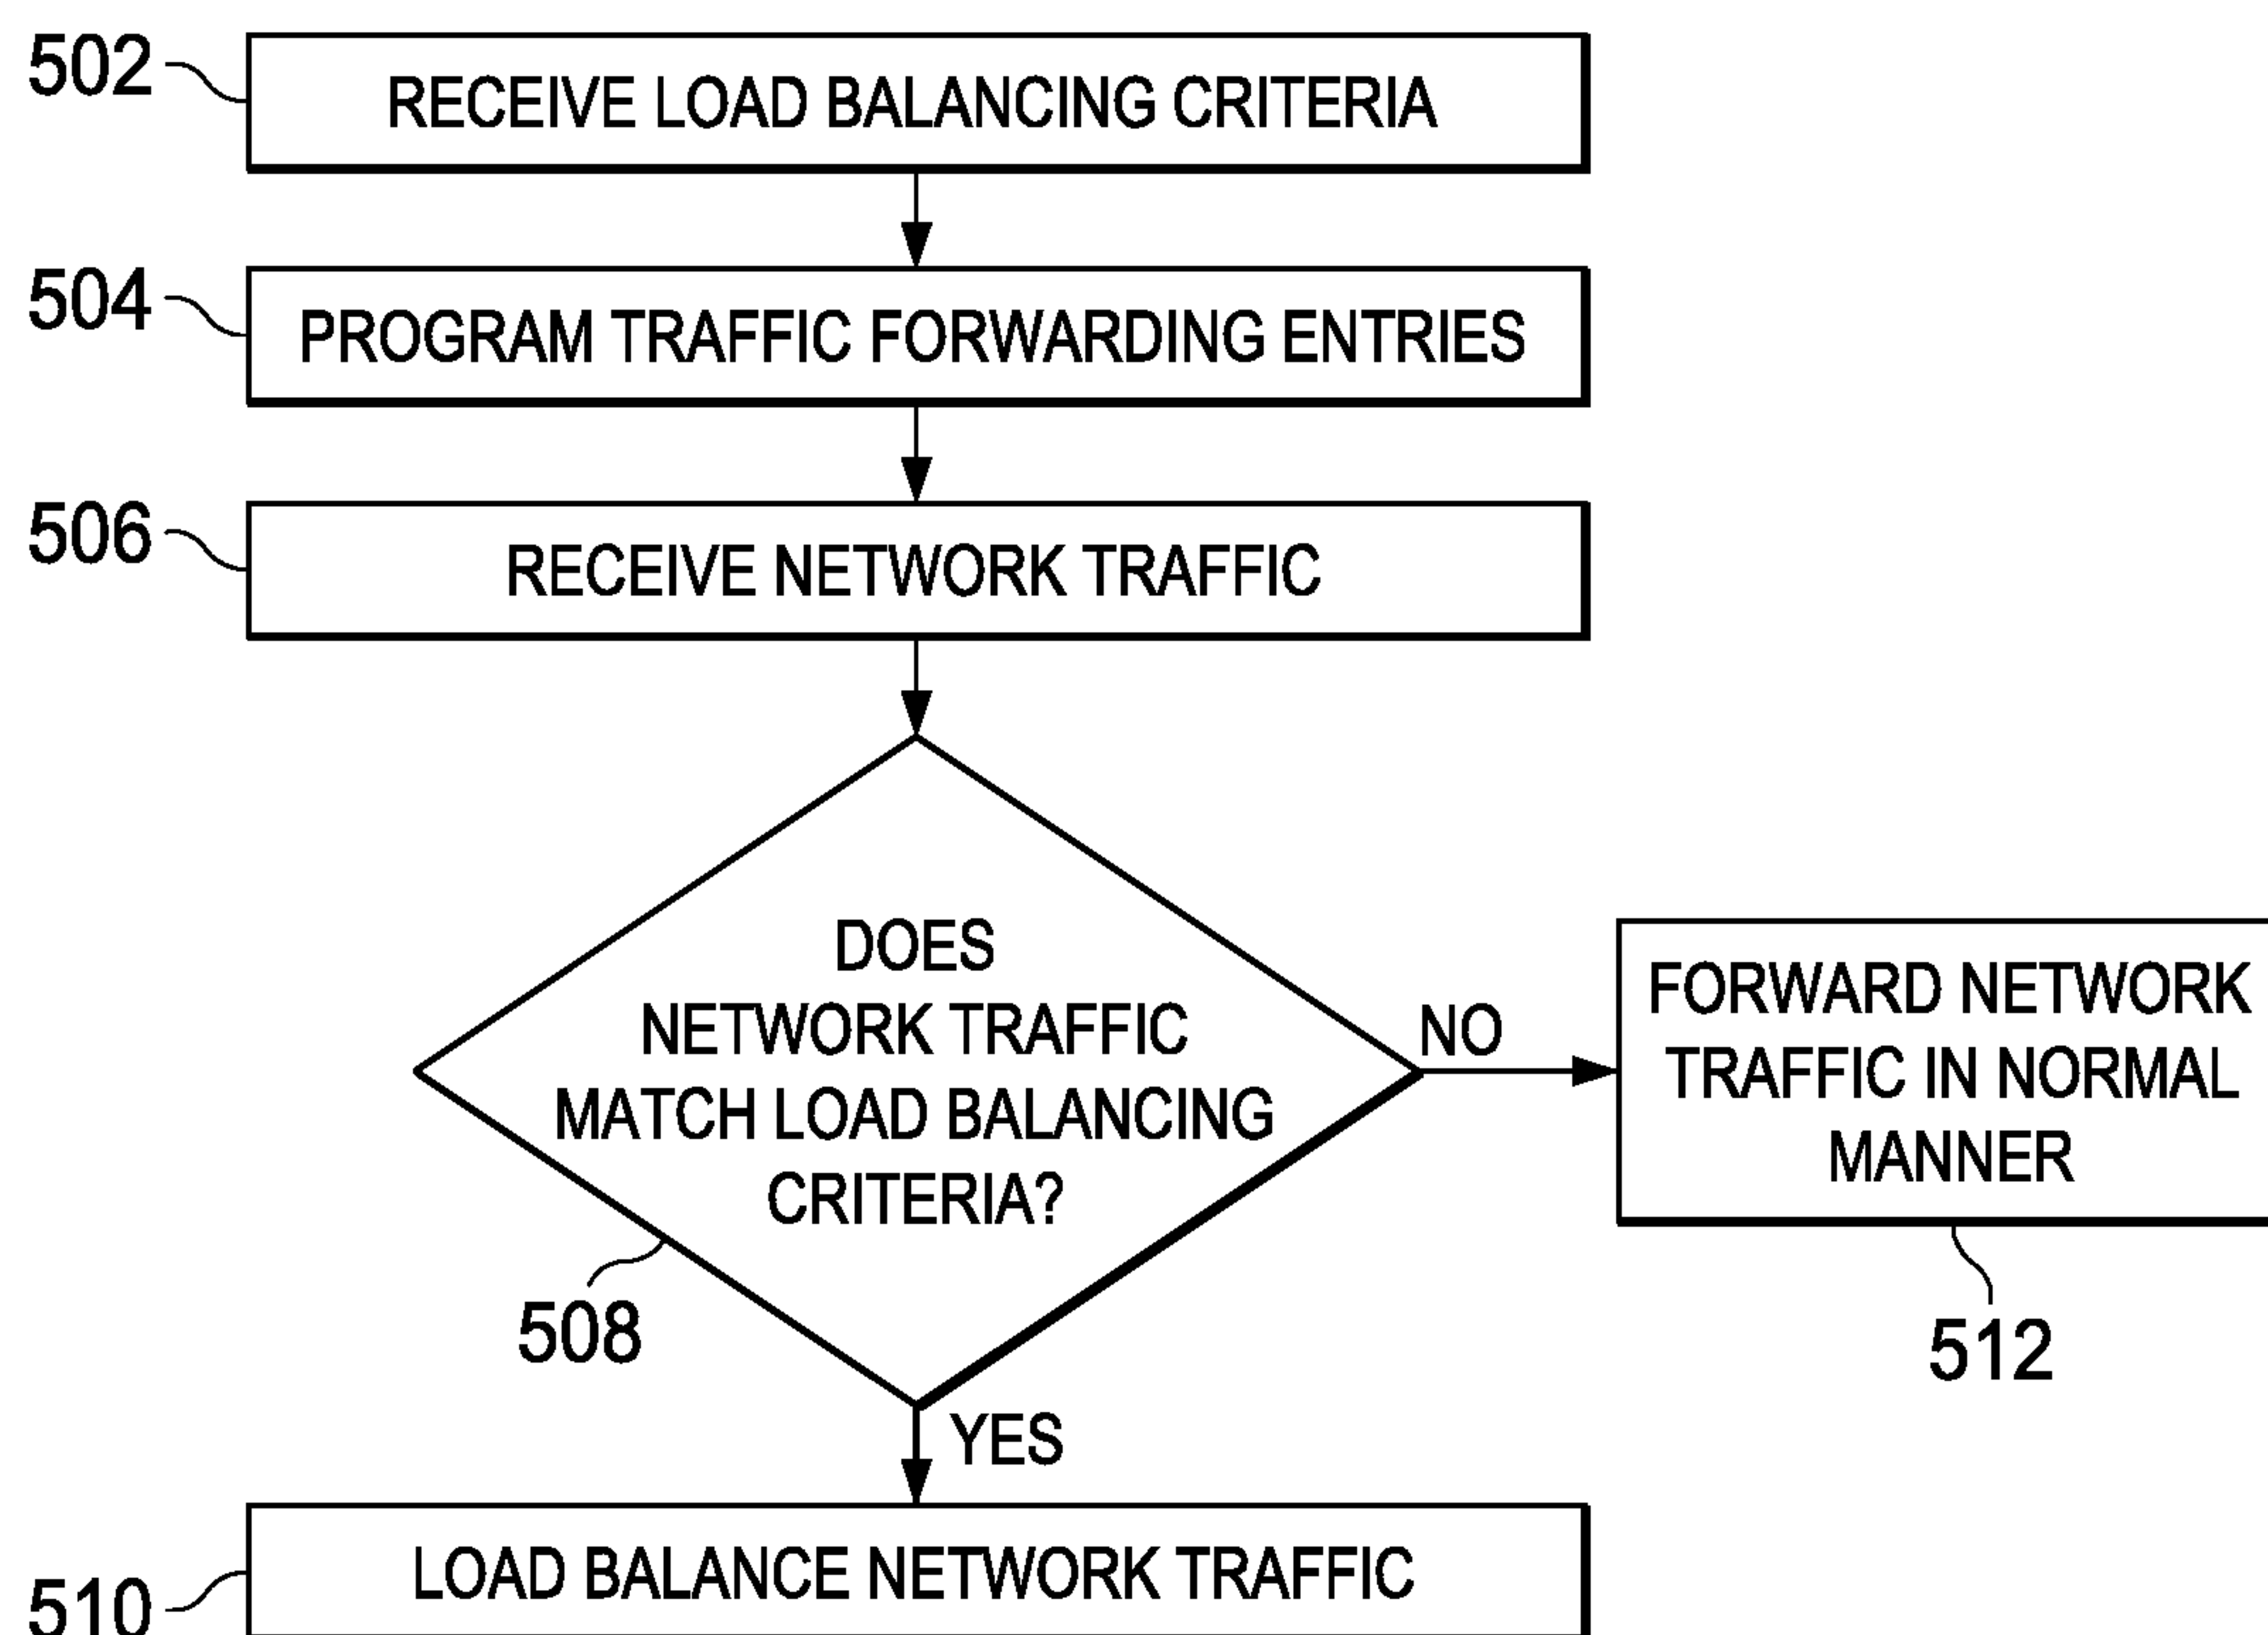 502
RECEIVE LOAD BALANCING CRITERIA
504
PROGRAM TRAFFIC FORWARDING ENTRIES
506
RECEIVE NETWORK TRAFFIC
DOES
NETWORK TRAFFIC
MATCH LOAD BALANCING
CRITERIA?
508
NO
FORWARD NETWORK
TRAFFIC IN NORMAL
MANNER
512
YES
510
LOAD BALANCE NETWORK TRAFFIC